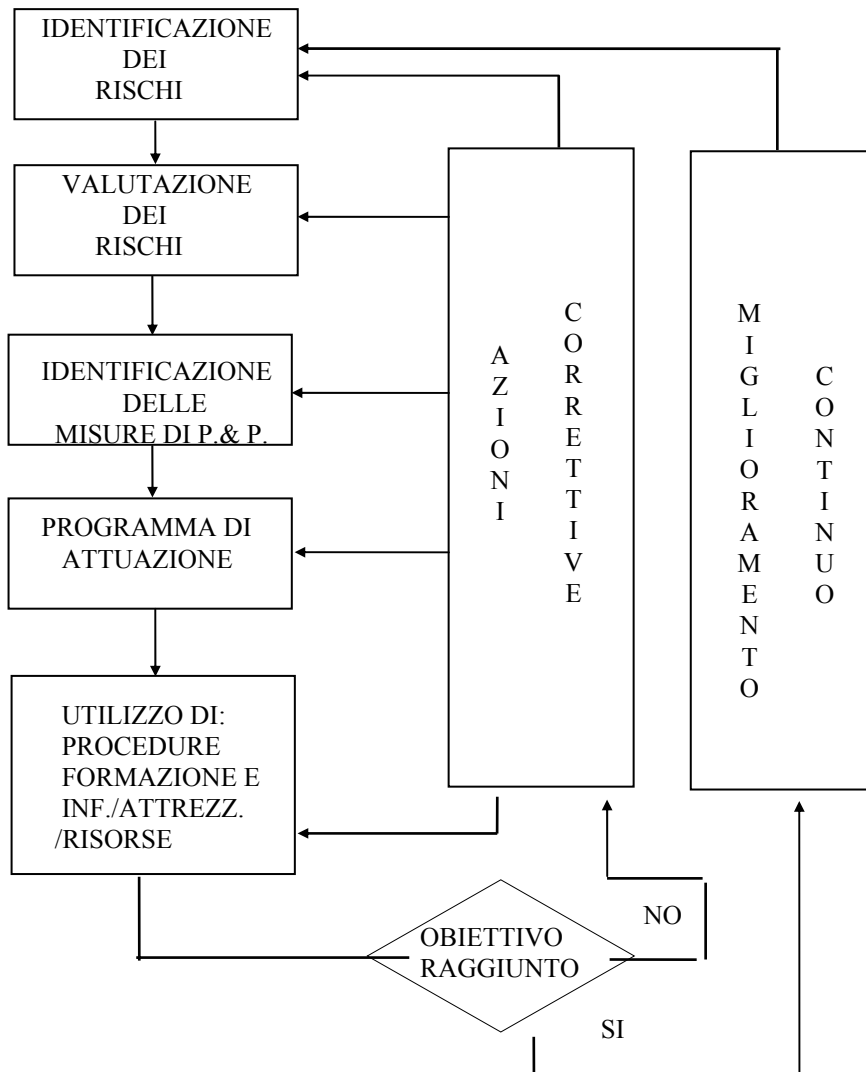 IDENTIFICAZIONE
DEI
RISCHI
VALUTAZIONE
DEI
RISCHI
IDENTIFICAZIONE
DELLE
MISURE DI P.& P.
PROGRAMMA DI
ATTUAZIONE
UTILIZZO DI:
PROCEDURE
FORMAZIONE E
INF./ATTREZZ.
/RISORSE
AZIONI
CORRETTIVE
MIGLIORAMENTO
CONTINUO
OBIETTIVO
RAGGIUNTO
NO
SI